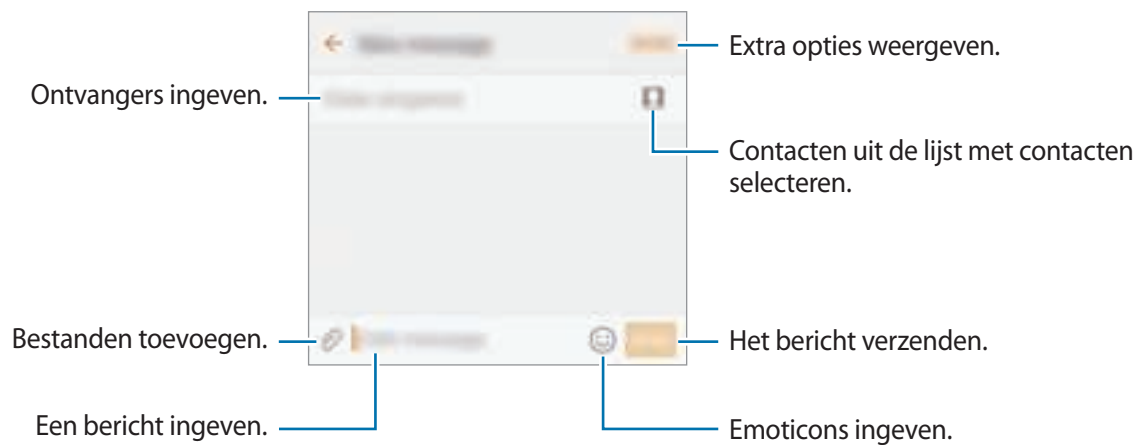 Extra opties weergeven.
Ontvangers ingeven.
Contacten uit de lijst met contacten
selecteren.
Bestanden toevoegen.
Het bericht verzenden.
Een bericht ingeven.
Emoticons ingeven.